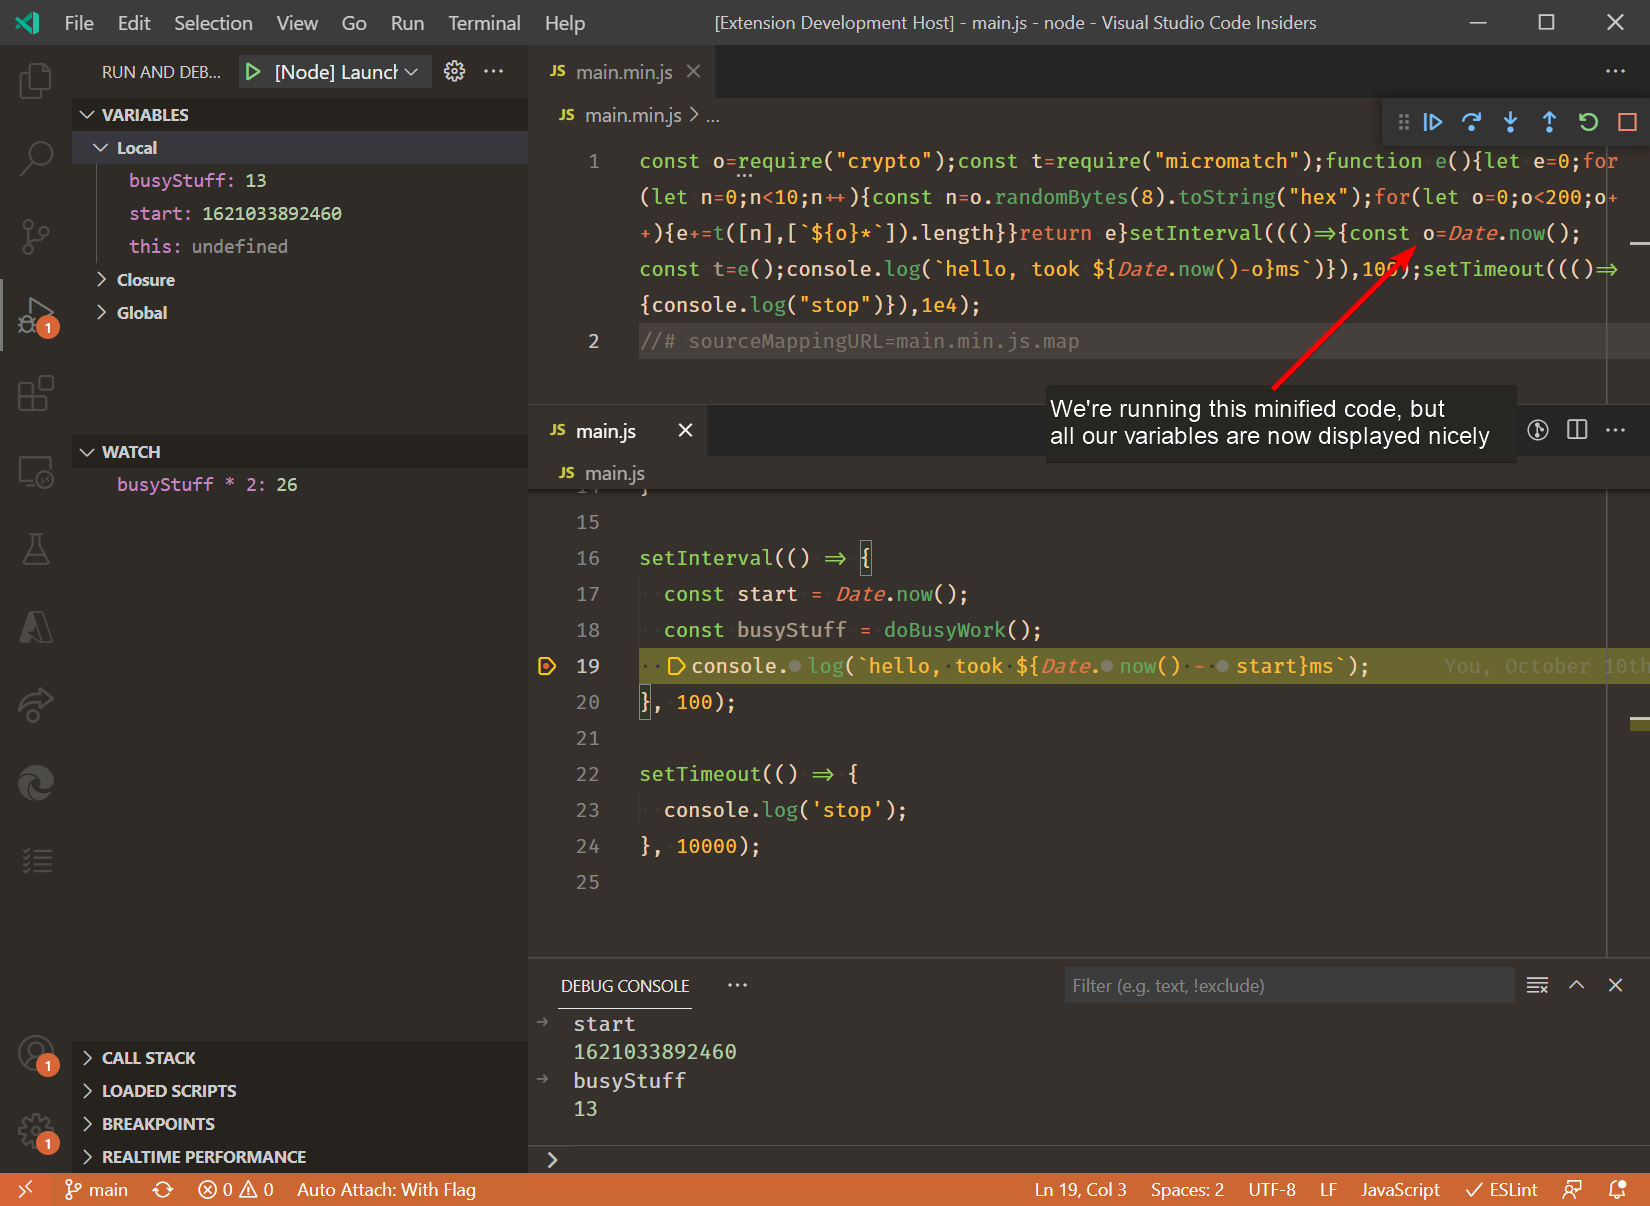 File Edit Selection View Go Run Terminal Help [Extension Development Host] - main.js - node - Visual Studio Code Insiders
RUN AND DEB... [Node] Launch
VARIABLES
Local
busyStuff: 13
start: 1621033892460
this: undefined
Closure
Global
WATCH
busyStuff * 2: 26
CALL STACK
LOADED SCRIPTS
BREAKPOINTS
REALTIME PERFORMANCE
1
1
1
JS main.min.js
JS main.min.js > ...
1 const o=require("crypto");const t=require("micromatch");function e(){let e=0;for
(let n=0;n<10;n++){const n=o.randomBytes(8).toString("hex");for(let o=0;o<200;o+
+){e+=t([n],[`${o}*`]).length}}return e}setInterval((()=>{const o=Date.now();
const t=e();console.log(`hello, took ${Date.now()-o}ms`)}),100);setTimeout((()=>
{console.log("stop")}),1e4);
2 //# sourceMappingURL=main.min.js.map
We're running this minified code, but
all our variables are now displayed nicely
JS main.js
JS main.js
14 }
15
16 setInterval(() => {
17 const start = Date.now();
18 const busyStuff = doBusyWork();
19 console.log(`hello, took ${Date.now() - start}ms`); You, October 10th
20 }, 100);
21
22 setTimeout(() => {
23 console.log('stop');
24 }, 10000);
25
DEBUG CONSOLE
Filter (e.g. text, !exclude)
start
1621033892460
busyStuff
13
main 0 0 Auto Attach: With Flag Ln 19, Col 3 Spaces: 2 UTF-8 LF JavaScript ESLint